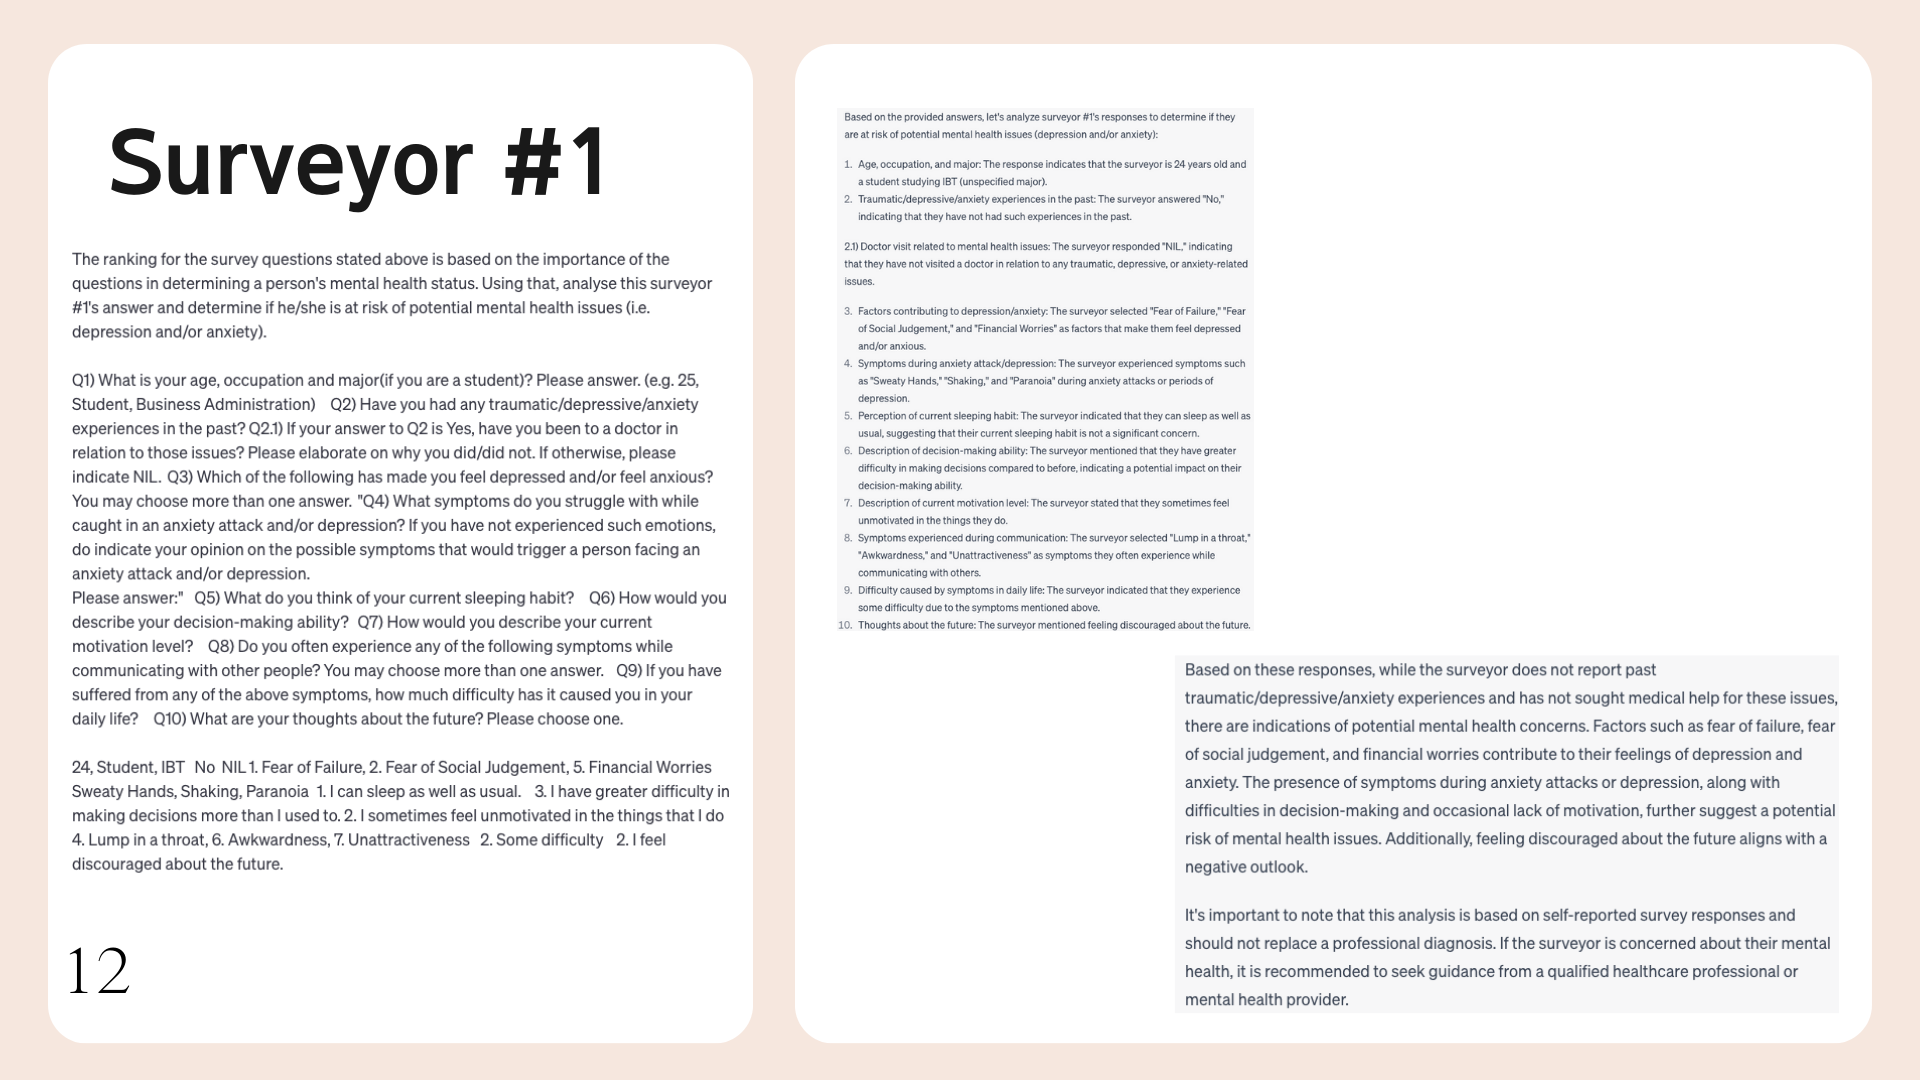 Surveyor #1
The ranking for the survey questions stated above is based on the importance of the
questions in determining a person's mental health status. Using that, analyse this surveyor
#1's answer and determine if he/she is at risk of potential mental health issues (i.e.
depression and/or anxiety).
Q1) What is your age, occupation and major(if you are a student)? Please answer. (e.g. 25,
Student, Business Administration) Q2) Have you had any traumatic/depressive/anxiety
experiences in the past? Q2.1) If your answer to Q2 is Yes, have you been to a doctor in
relation to those issues? Please elaborate on why you did/did not. If otherwise, please
indicate NIL. Q3) Which of the following has made you feel depressed and/or feel anxious?
You may choose more than one answer. "Q4) What symptoms do you struggle with while
caught in an anxiety attack and/or depression? If you have not experienced such emotions,
do indicate your opinion on the possible symptoms that would trigger a person facing an
anxiety attack and/or depression.
Please answer:" Q5) What do you think of your current sleeping habit? Q6) How would you
describe your decision-making ability? Q7) How would you describe your current
motivation level? Q8) Do you often experience any of the following symptoms while
communicating with other people? You may choose more than one answer. Q9) If you have
suffered from any of the above symptoms, how much difficulty has it caused you in your
daily life? Q10) What are your thoughts about the future? Please choose one.
24, Student, IBT No NIL 1. Fear of Failure, 2. Fear of Social Judgement, 5. Financial Worries
Sweaty Hands, Shaking, Paranoia 1. I can sleep as well as usual. 3. I have greater difficulty in
making decisions more than I used to. 2. I sometimes feel unmotivated in the things that I do
4. Lump in a throat, 6. Awkwardness, 7. Unattractiveness 2. Some difficulty 2. I feel
discouraged about the future.
12
Based on the provided answers, let's analyze surveyor #1's responses to determine if they
are at risk of potential mental health issues (depression and/or anxiety):
1. Age, occupation, and major: The response indicates that the surveyor is 24 years old and
a student studying IBT (unspecified major).
2. Traumatic/depressive/anxiety experiences in the past: The surveyor answered "No,"
indicating that they have not had such experiences in the past.
2.1) Doctor visit related to mental health issues: The surveyor responded "NIL," indicating
that they have not visited a doctor in relation to any traumatic, depressive, or anxiety-related
issues.
3. Factors contributing to depression/anxiety: The surveyor selected "Fear of Failure," "Fear
of Social Judgement," and "Financial Worries" as factors that make them feel depressed
and/or anxious.
4. Symptoms during anxiety attack/depression: The surveyor experienced symptoms such
as "Sweaty Hands," "Shaking," and "Paranoia" during anxiety attacks or periods of
depression.
5. Perception of current sleeping habit: The surveyor indicated that they can sleep as well as
usual, suggesting that their current sleeping habit is not a significant concern.
6. Description of decision-making ability: The surveyor mentioned that they have greater
difficulty in making decisions compared to before, indicating a potential impact on their
decision-making ability.
7. Description of current motivation level: The surveyor stated that they sometimes feel
unmotivated in the things they do.
8. Symptoms experienced during communication: The surveyor selected "Lump in a throat,"
"Awkwardness," and "Unattractiveness" as symptoms they often experience while
communicating with others.
9. Difficulty caused by symptoms in daily life: The surveyor indicated that they experience
some difficulty due to the symptoms mentioned above.
10. Thoughts about the future: The surveyor mentioned feeling discouraged about the future.
Based on these responses, while the surveyor does not report past
traumatic/depressive/anxiety experiences and has not sought medical help for these issues,
there are indications of potential mental health concerns. Factors such as fear of failure, fear
of social judgement, and financial worries contribute to their feelings of depression and
anxiety. The presence of symptoms during anxiety attacks or depression, along with
difficulties in decision-making and occasional lack of motivation, further suggest a potential
risk of mental health issues. Additionally, feeling discouraged about the future aligns with a
negative outlook.
It's important to note that this analysis is based on self-reported survey responses and
should not replace a professional diagnosis. If the surveyor is concerned about their mental
health, it is recommended to seek guidance from a qualified healthcare professional or
mental health provider.